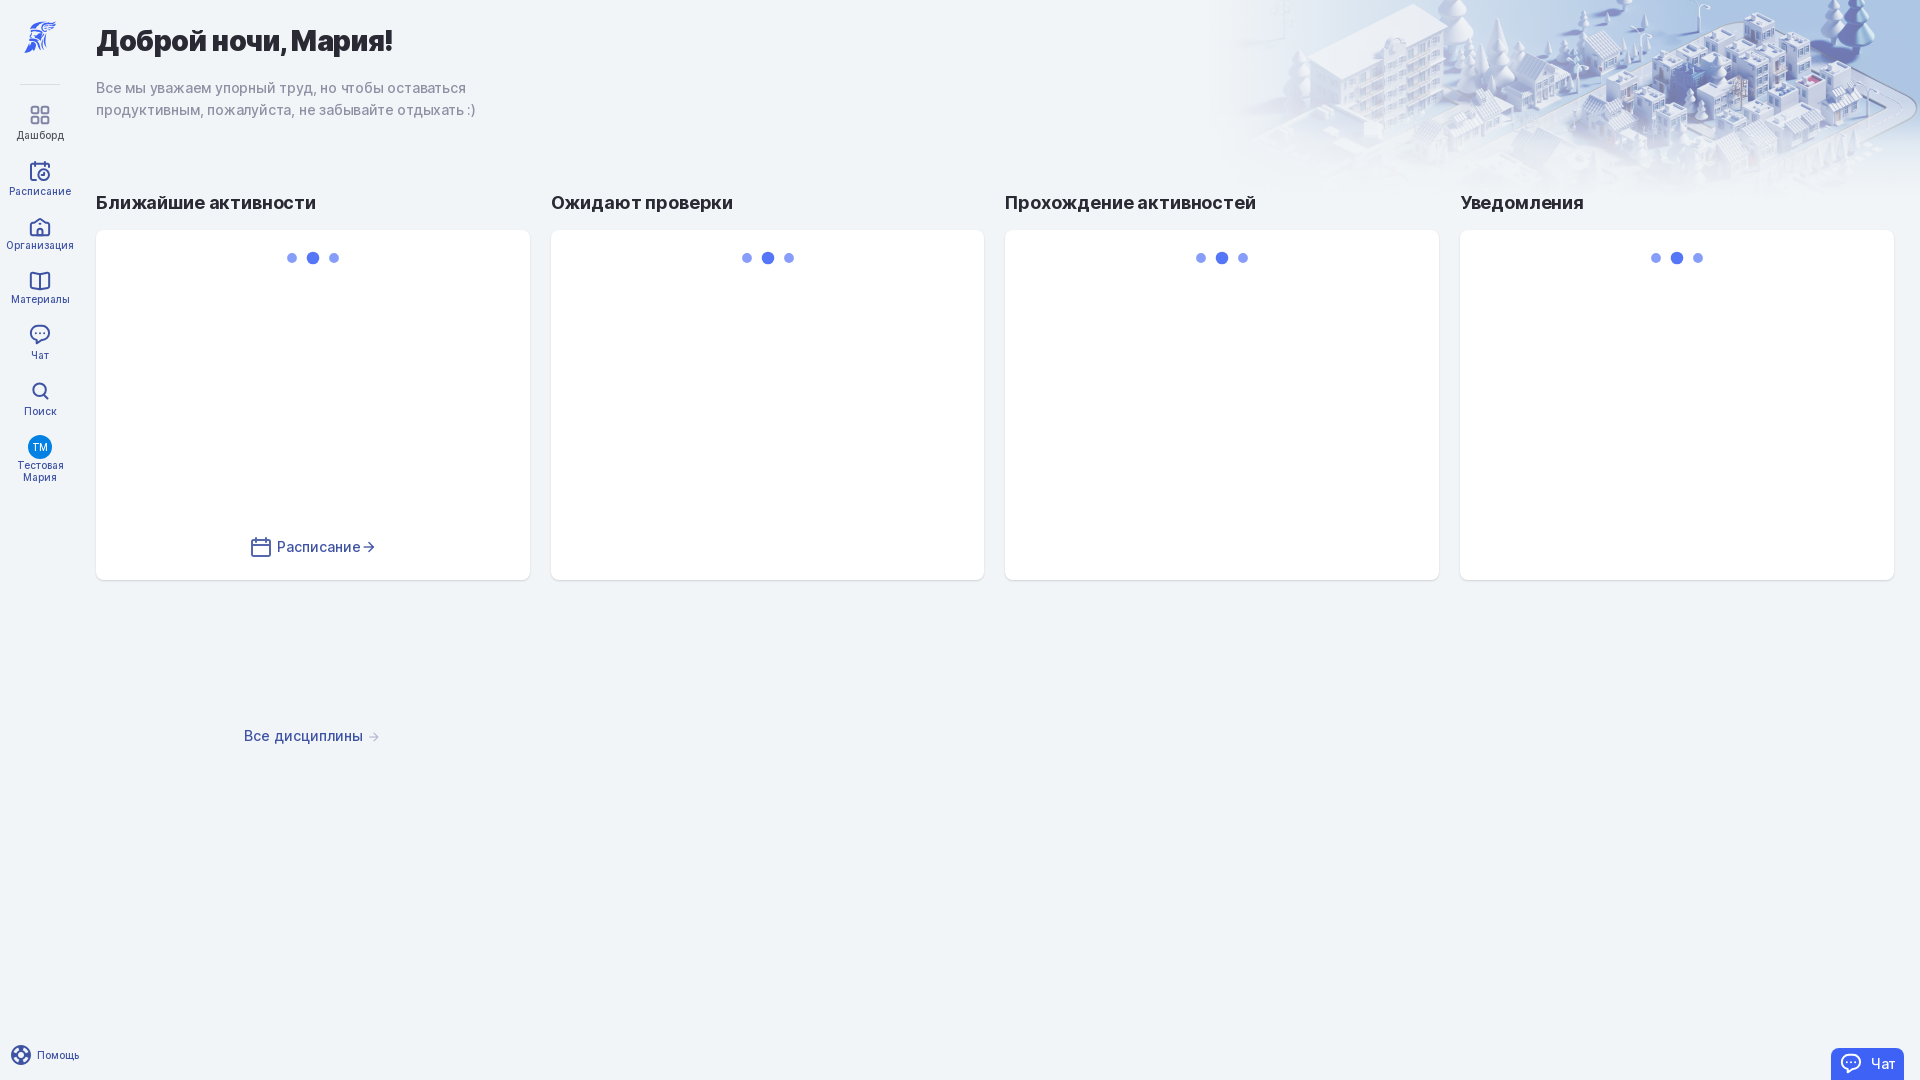 Доброй ночи, Мария!
Все мы уважаем упорный труд, но чтобы оставаться
продуктивным, пожалуйста, не забывайте отдыхать :)
Дашборд
Расписание
Организация
Материалы
Чат
Поиск
ТМ
Тестовая
Мария
Ближайшие активности
Ожидают проверки
Прохождение активностей
Уведомления
Расписание
Все дисциплины
Помощь
Чат